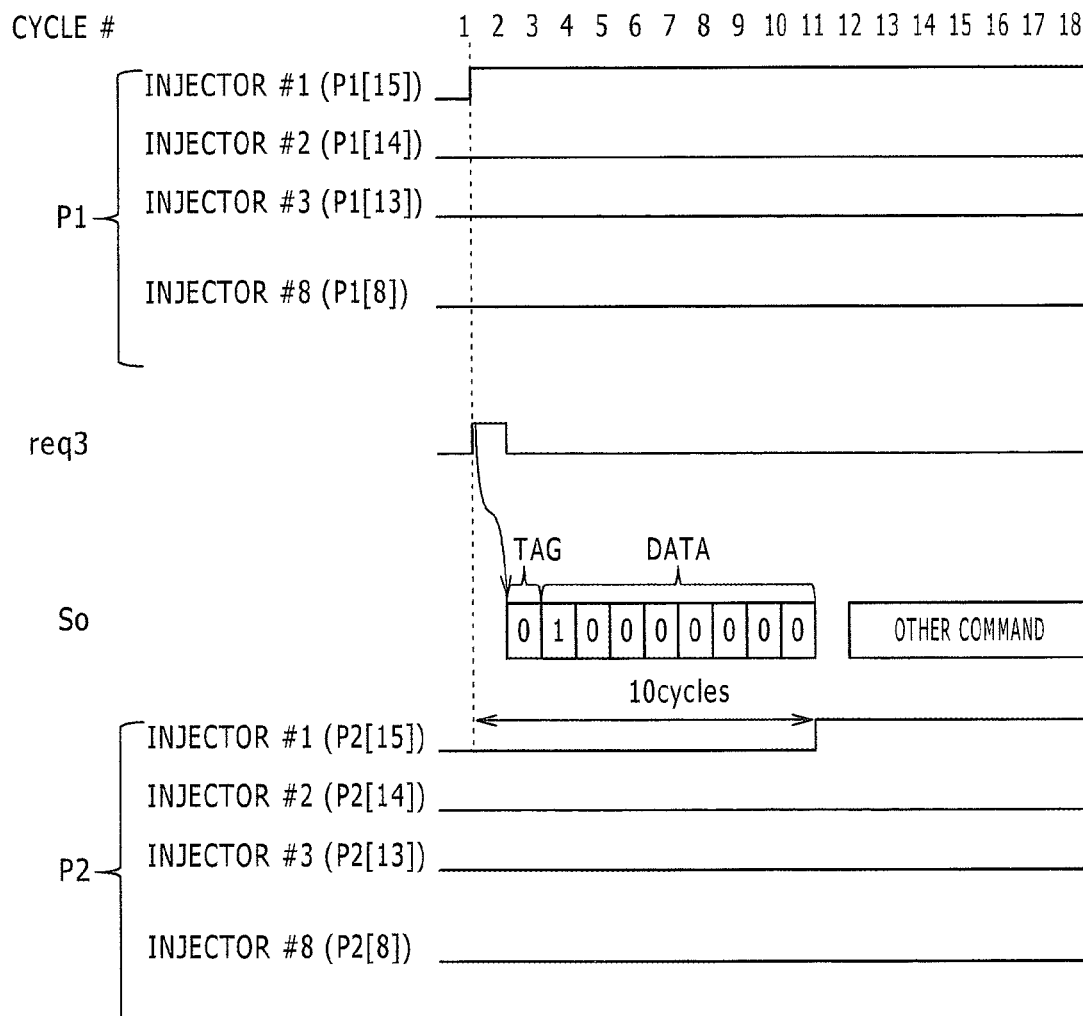 CYCLE # 1 2 3 4 5 6 7 8 9 10 11 12 13 14 15 16 17 18
INJECTOR #1 (P1[15])
INJECTOR #2 (P1[14])
INJECTOR #3 (P1[13])
P1
INJECTOR #8 (P1[8])
req3
TAG DATA
So 0 1 0 0 0 0 0 0 0 OTHER COMMAND
10cycles
INJECTOR #1 (P2[15])
INJECTOR #2 (P2[14])
INJECTOR #3 (P2[13])
P2
INJECTOR #8 (P2[8])